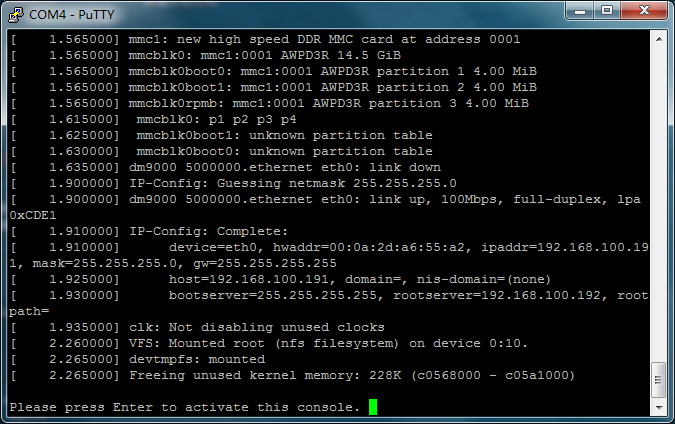 COM4 - PuTTY
[    1.565000] mmc1: new high speed DDR MMC card at address 0001
[    1.565000] mmcblk0: mmc1:0001 AWPD3R 14.5 GiB
[    1.565000] mmcblk0boot0: mmc1:0001 AWPD3R partition 1 4.00 MiB
[    1.565000] mmcblk0boot1: mmc1:0001 AWPD3R partition 2 4.00 MiB
[    1.565000] mmcblk0rpmb: mmc1:0001 AWPD3R partition 3 4.00 MiB
[    1.615000]  mmcblk0: p1 p2 p3 p4
[    1.625000]  mmcblk0boot1: unknown partition table
[    1.630000]  mmcblk0boot0: unknown partition table
[    1.635000] dm9000 5000000.ethernet eth0: link down
[    1.900000] IP-Config: Guessing netmask 255.255.255.0
[    1.900000] dm9000 5000000.ethernet eth0: link up, 100Mbps, full-duplex, lpa
0xCDE1
[    1.910000] IP-Config: Complete:
[    1.910000]      device=eth0, hwaddr=00:0a:2d:a6:55:a2, ipaddr=192.168.100.19
1, mask=255.255.255.0, gw=255.255.255.255
[    1.925000]      host=192.168.100.191, domain=, nis-domain=(none)
[    1.930000]      bootserver=255.255.255.255, rootserver=192.168.100.192, root
path=
[    1.935000] clk: Not disabling unused clocks
[    2.260000] VFS: Mounted root (nfs filesystem) on device 0:10.
[    2.265000] devtmpfs: mounted
[    2.265000] Freeing unused kernel memory: 228K (c0568000 - c05a1000)
Please press Enter to activate this console.